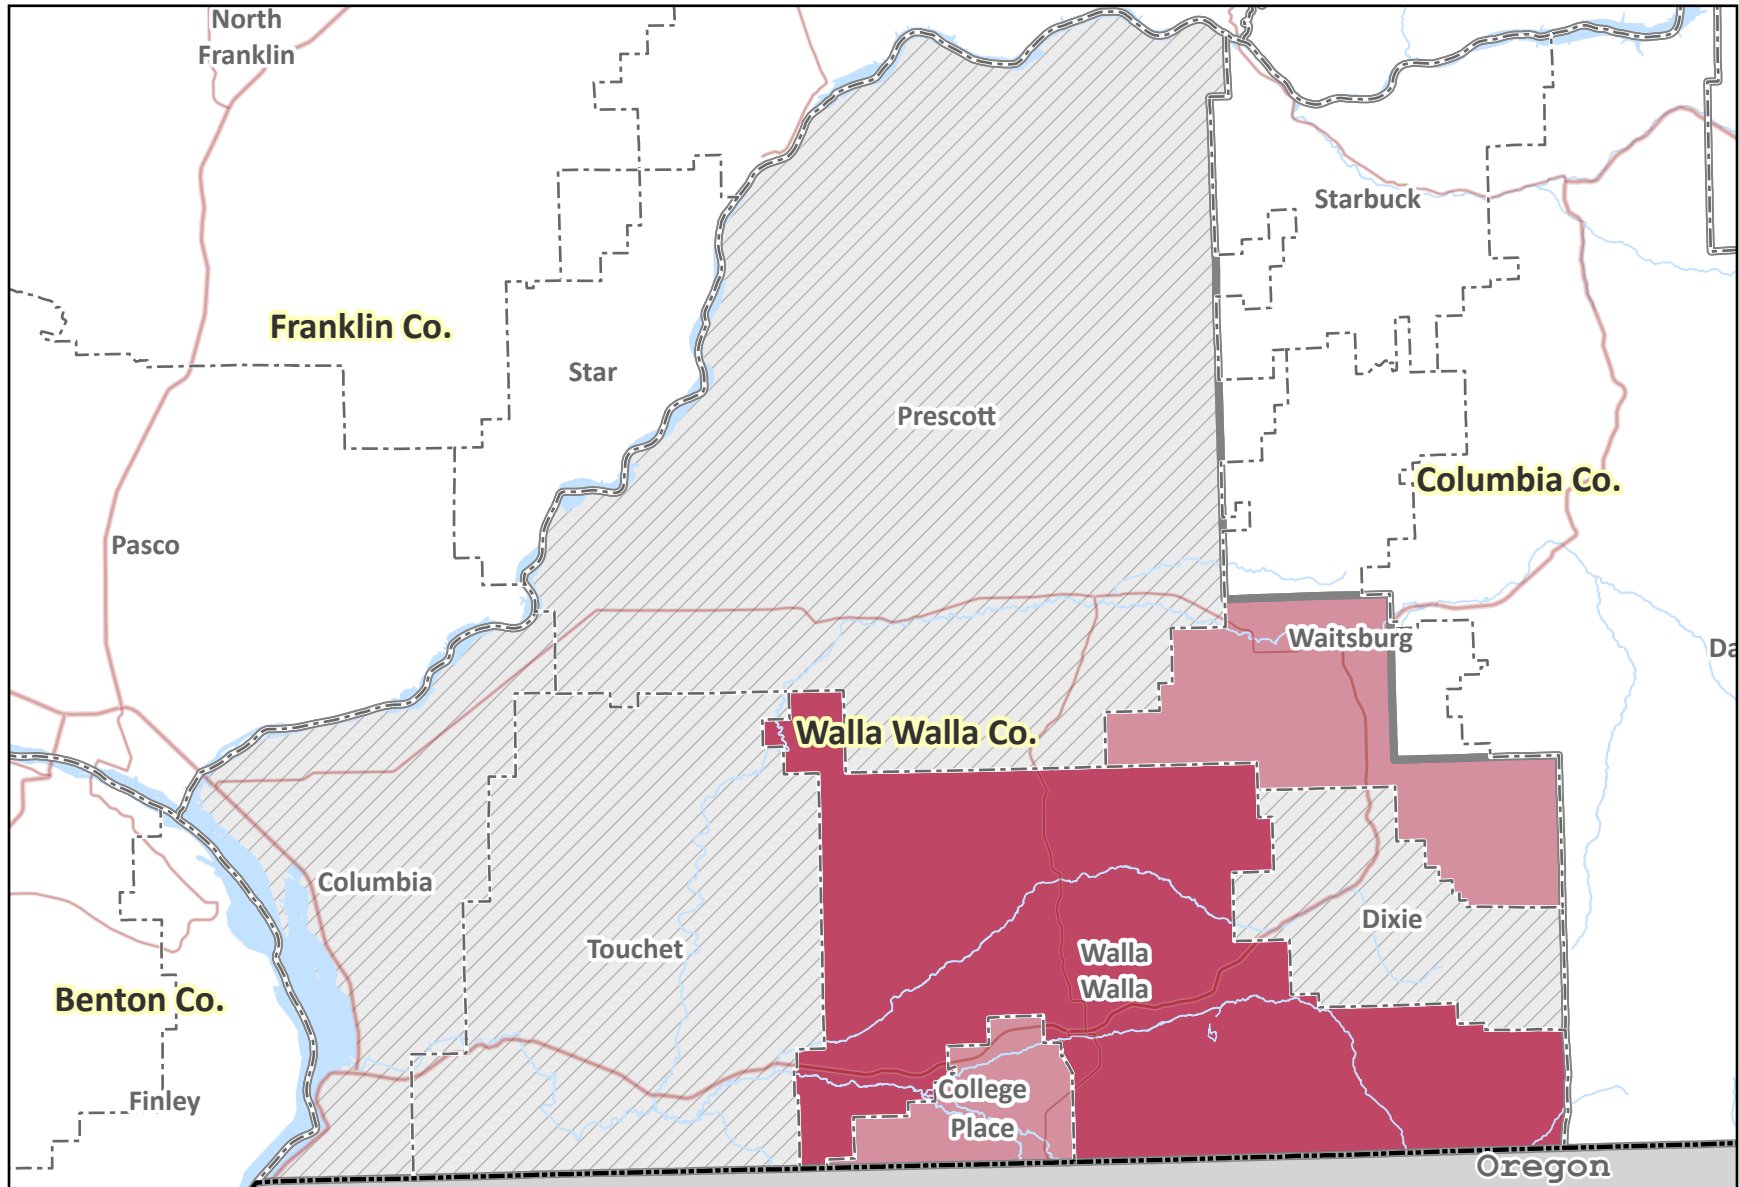 North
Franklin
Starbuck
Franklin Co.
Star
Prescott
Columbia Co.
Pasco
Waitsburg
Da
Walla Walla Co.
Columbia
Dixie
Touchet
Walla
Walla
Benton Co.
College
Place
Finley
Oregon